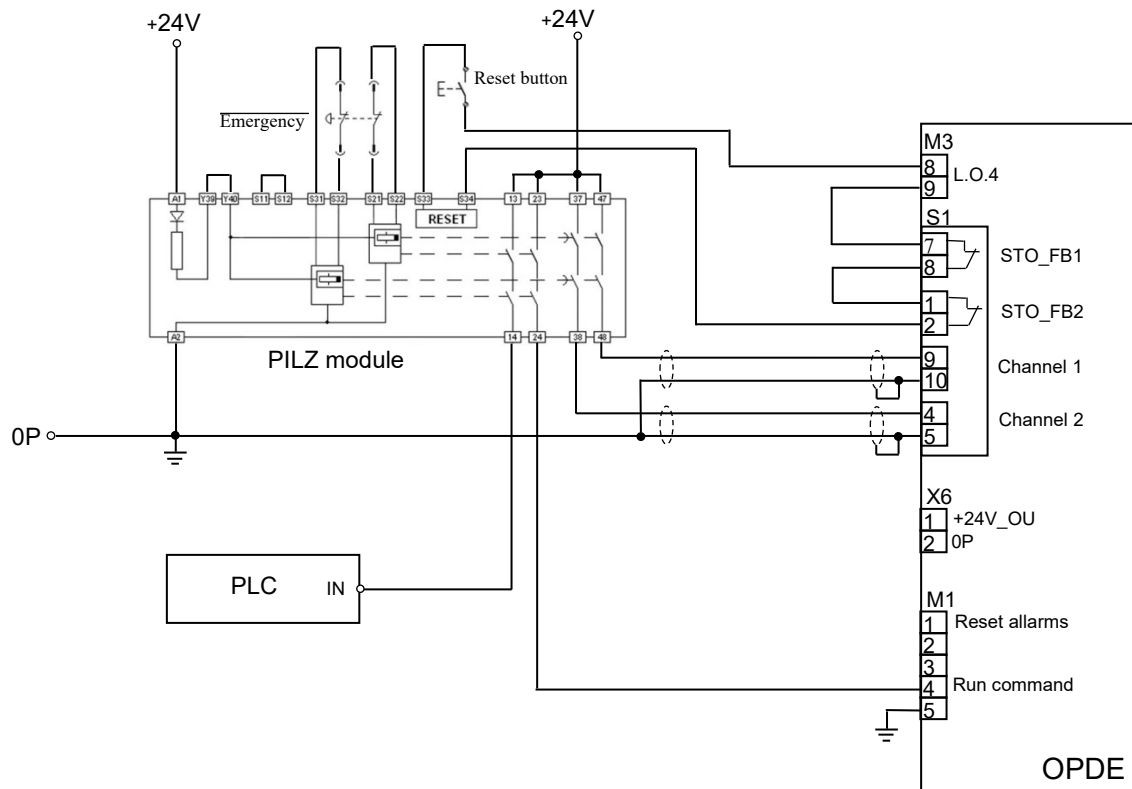 +24V
+24V
Reset button
Emergency
M3
8
L.O.4
9
A1
Y39
Y40
S11
S12
S31
S32
S21
S22
S33
S34
13
23
37
47
RESET
S1
7
STO_FB1
8
1
STO_FB2
2
A2
14
24
38
48
PILZ module
9
Channel 1
10
4
Channel 2
5
0P
X6
1
+24V_OU
2
0P
PLC
IN
M1
1
Reset allarms
2
3
4
Run command
5
OPDE